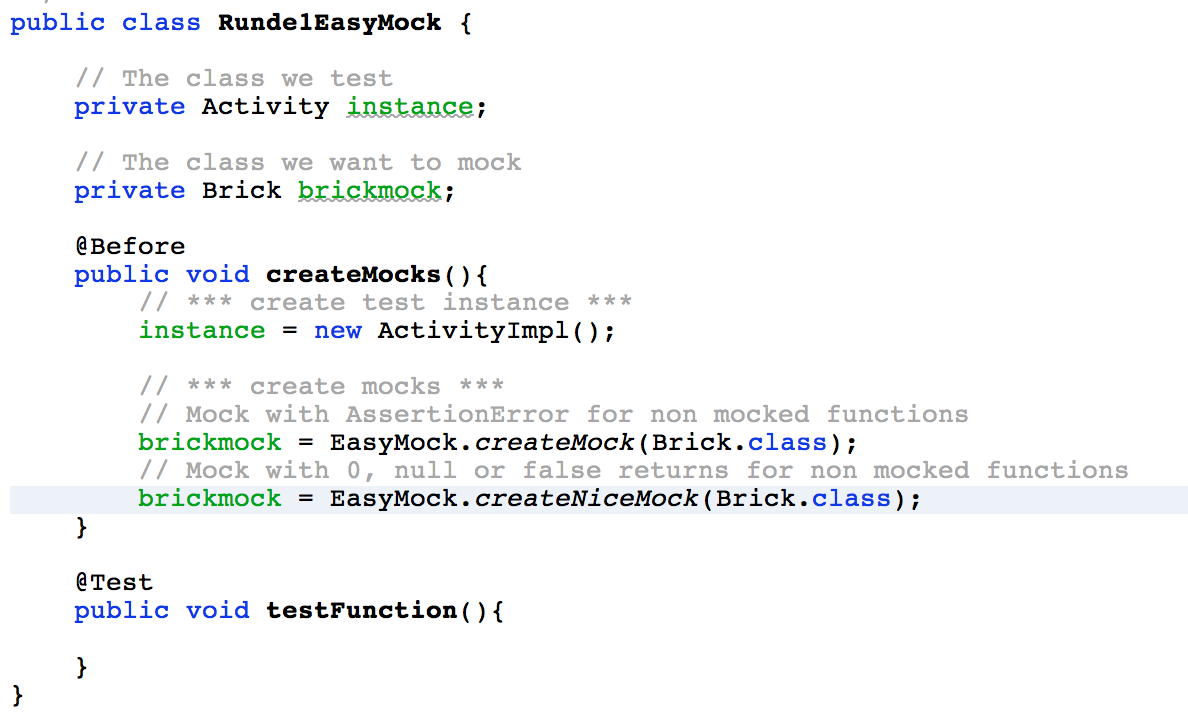 public class Runde1EasyMock {
// The class we test
private Activity instance;
// The class we want to mock
private Brick brickmock;
@Before
public void createMocks(){
// *** create test instance ***
instance = new ActivityImpl();
// *** create mocks ***
// Mock with AssertionError for non mocked functions
brickmock = EasyMock.createMock(Brick.class);
// Mock with 0, null or false returns for non mocked functions
brickmock = EasyMock.createNiceMock(Brick.class);
}
@Test
public void testFunction(){
}
}